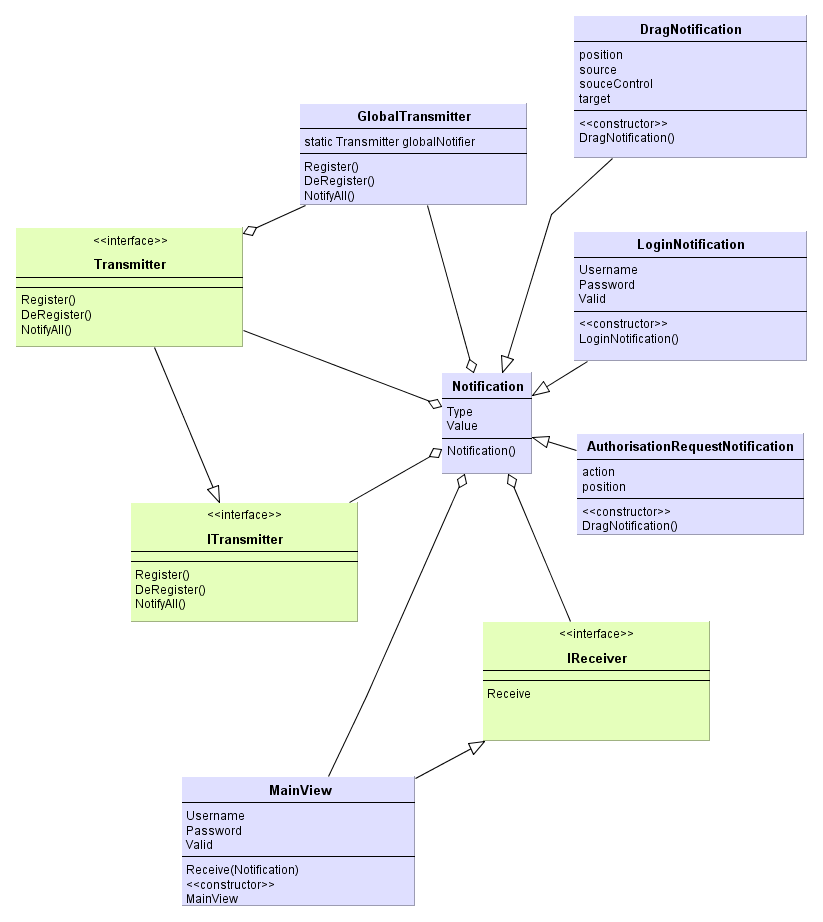 DragNotification
position
source
souceControl
target
<<constructor>>
DragNotification()
GlobalTransmitter
static Transmitter globalNotifier
Register()
DeRegister()
NotifyAll()
<<interface>>
Transmitter
Register()
DeRegister()
NotifyAll()
LoginNotification
Username
Password
Valid
<<constructor>>
LoginNotification()
Notification
Type
Value
Notification()
AuthorisationRequestNotification
action
position
<<constructor>>
DragNotification()
<<interface>>
ITransmitter
Register()
DeRegister()
NotifyAll()
<<interface>>
IReceiver
Receive
MainView
Username
Password
Valid
Receive(Notification)
<<constructor>>
MainView